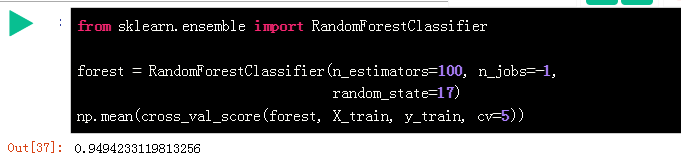 from sklearn.ensemble import RandomForestClassifier
forest = RandomForestClassifier(n_estimators=100, n_jobs=-1,
random_state=17)
np.mean(cross_val_score(forest, X_train, y_train, cv=5))
Out[37]: 0.9494233119813256